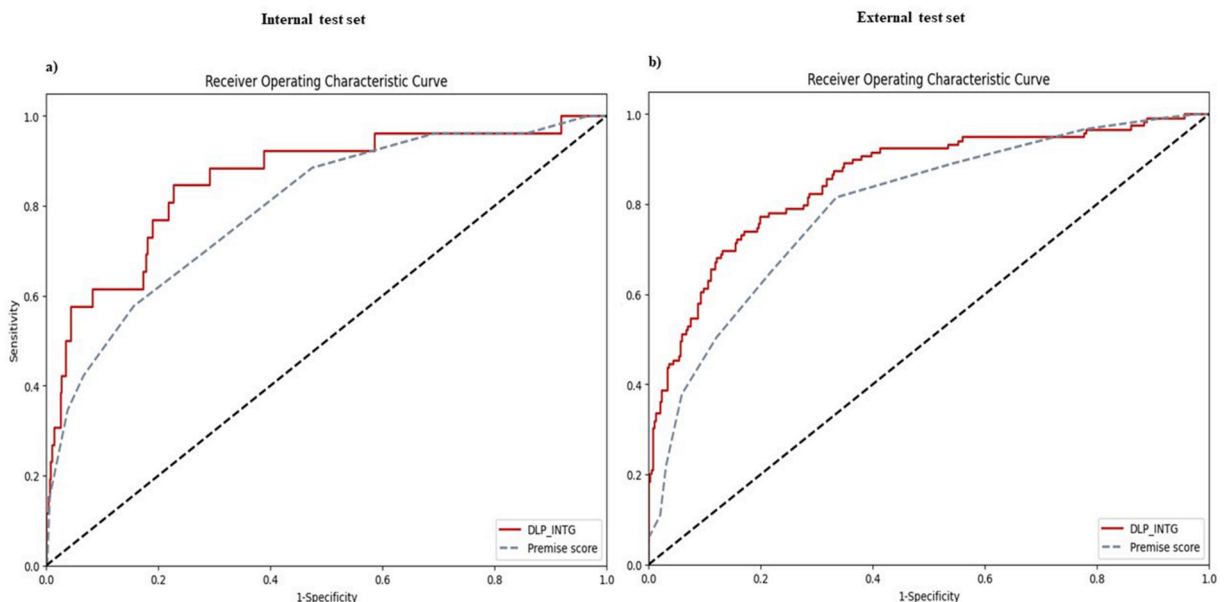 Internal test set
External test set
a)
Receiver Operating Characteristic Curve
1.0
0.8
0.6
0.4
0.2
0.0
Sensitivity
0.0 0.2 0.4 0.6 0.8 1.0
1-Specificity
DLP_INTG
Premise score
b)
Receiver Operating Characteristic Curve
1.0
0.8
0.6
0.4
0.2
0.0
0.0 0.2 0.4 0.6 0.8 1.0
1-Specificity
DLP_INTG
Premise score